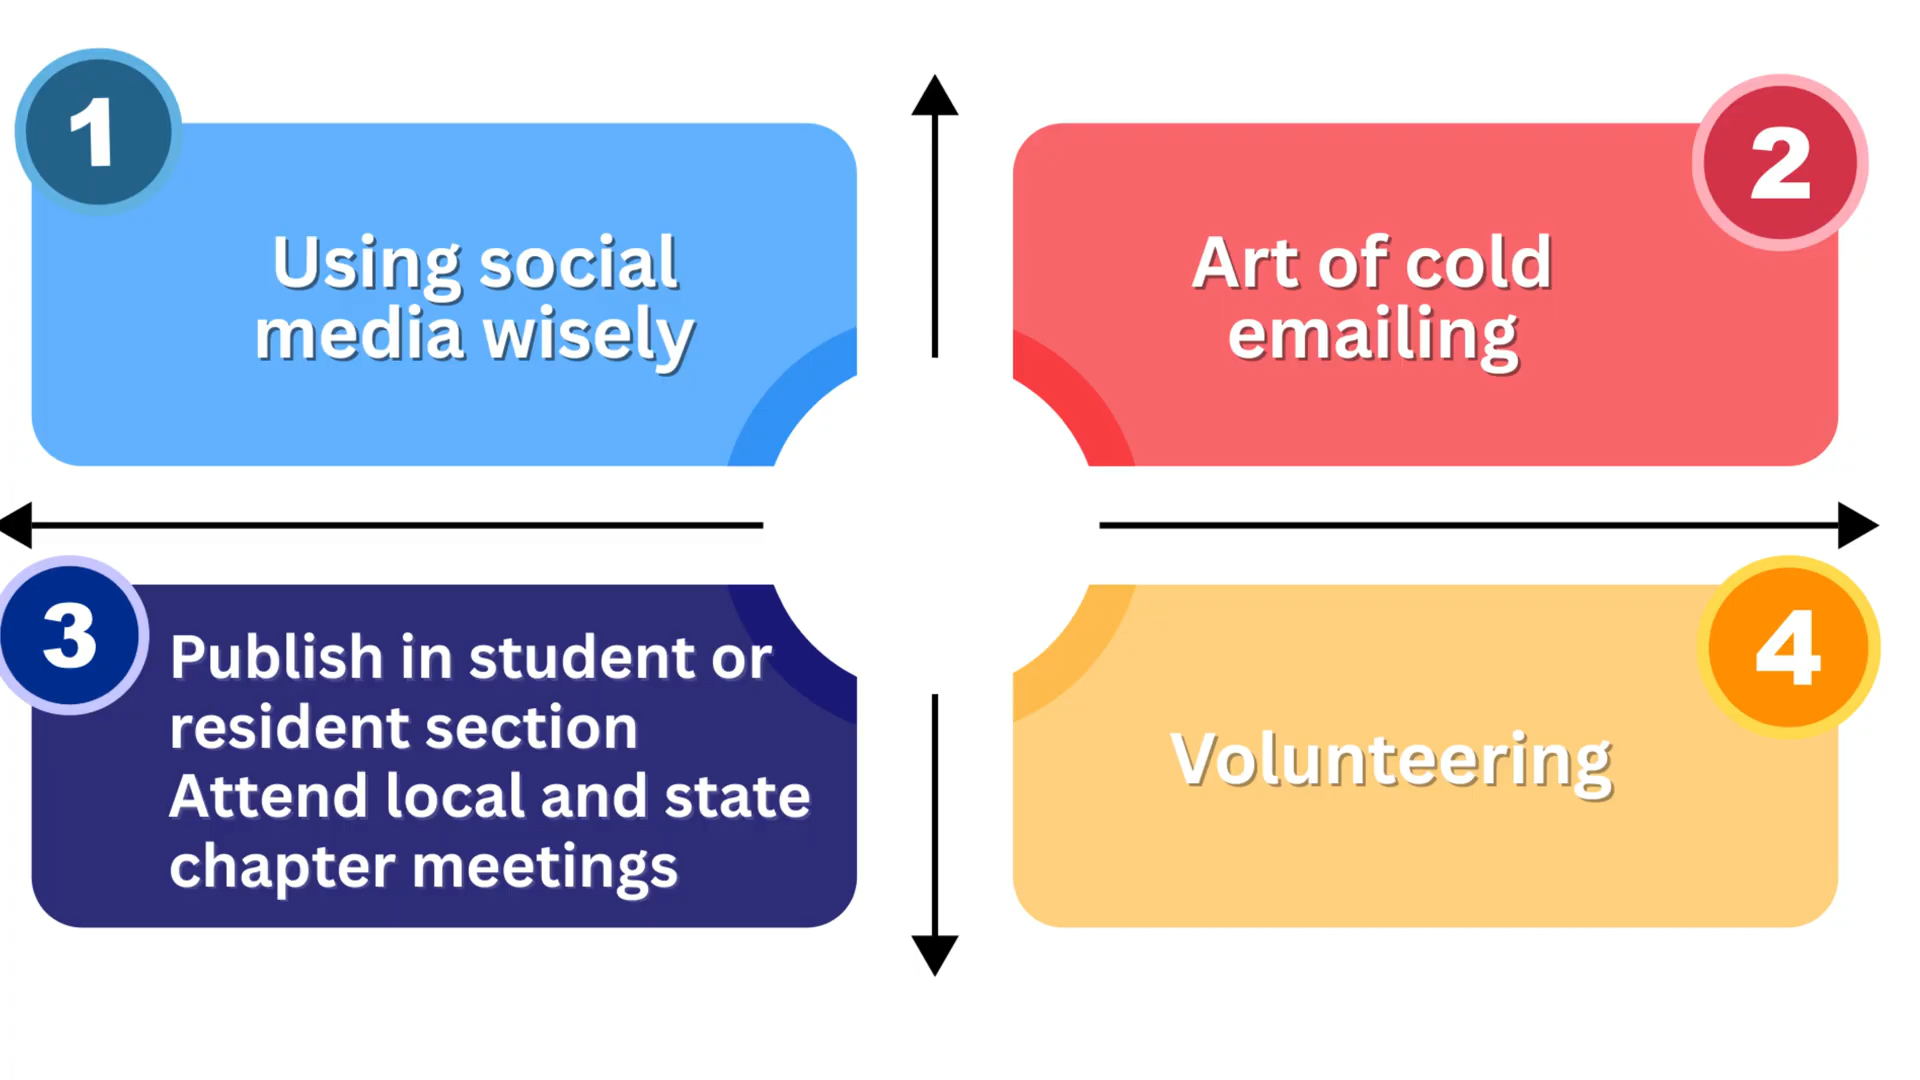 1
Using social
media wisely
2
Art of cold
emailing
3
Publish in student or
resident section
Attend local and state
chapter meetings
4
Volunteering